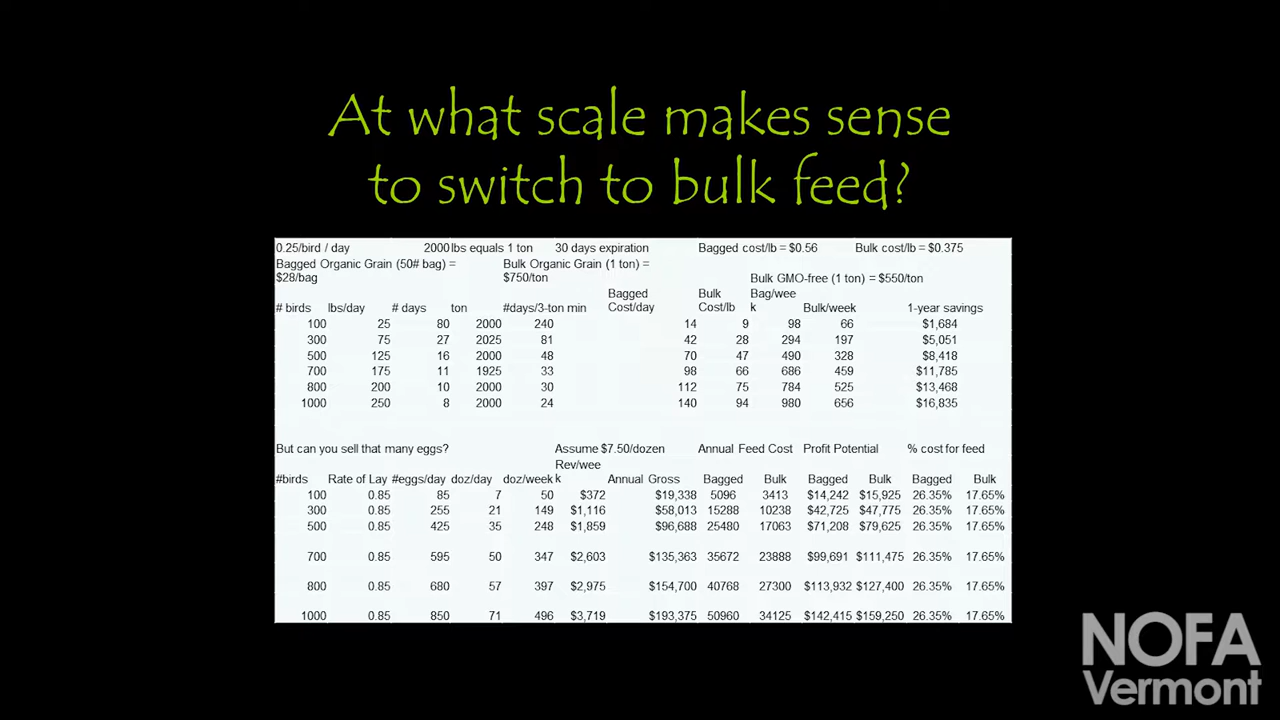 At what scale makes sense
to switch to bulk feed?
0.25/bird / day 2000 lbs equals 1 ton 30 days expiration Bagged cost/lb = $0.56 Bulk cost/lb = $0.375
Bagged Organic Grain (50# bag) = Bulk Organic Grain (1 ton) =
$28/bag $750/ton Bulk GMO-free (1 ton) = $550/ton
Bagged Bulk Bag/wee
# birds lbs/day # days ton #days/3-ton min Cost/day Cost/lb k Bulk/week 1-year savings
100 25 80 2000 240 14 9 98 66 $1,684
300 75 27 2025 81 42 28 294 197 $5,051
500 125 16 2000 48 70 47 490 328 $8,418
700 175 11 1925 33 98 66 686 459 $11,785
800 200 10 2000 30 112 75 784 525 $13,468
1000 250 8 2000 24 140 94 980 656 $16,835
But can you sell that many eggs? Assume $7.50/dozen Annual Feed Cost Profit Potential % cost for feed
Rev/wee
#birds Rate of Lay #eggs/day doz/day doz/week k Annual Gross Bagged Bulk Bagged Bulk Bagged Bulk
100 0.85 85 7 50 $372 $19,338 5096 3413 $14,242 $15,925 26.35% 17.65%
300 0.85 255 21 149 $1,116 $58,013 15288 10238 $42,725 $47,775 26.35% 17.65%
500 0.85 425 35 248 $1,859 $96,688 25480 17063 $71,208 $79,625 26.35% 17.65%
700 0.85 595 50 347 $2,603 $135,363 35672 23888 $99,691 $111,475 26.35% 17.65%
800 0.85 680 57 397 $2,975 $154,700 40768 27300 $113,932 $127,400 26.35% 17.65%
1000 0.85 850 71 496 $3,719 $193,375 50960 34125 $142,415 $159,250 26.35% 17.65%
NOFA
Vermont